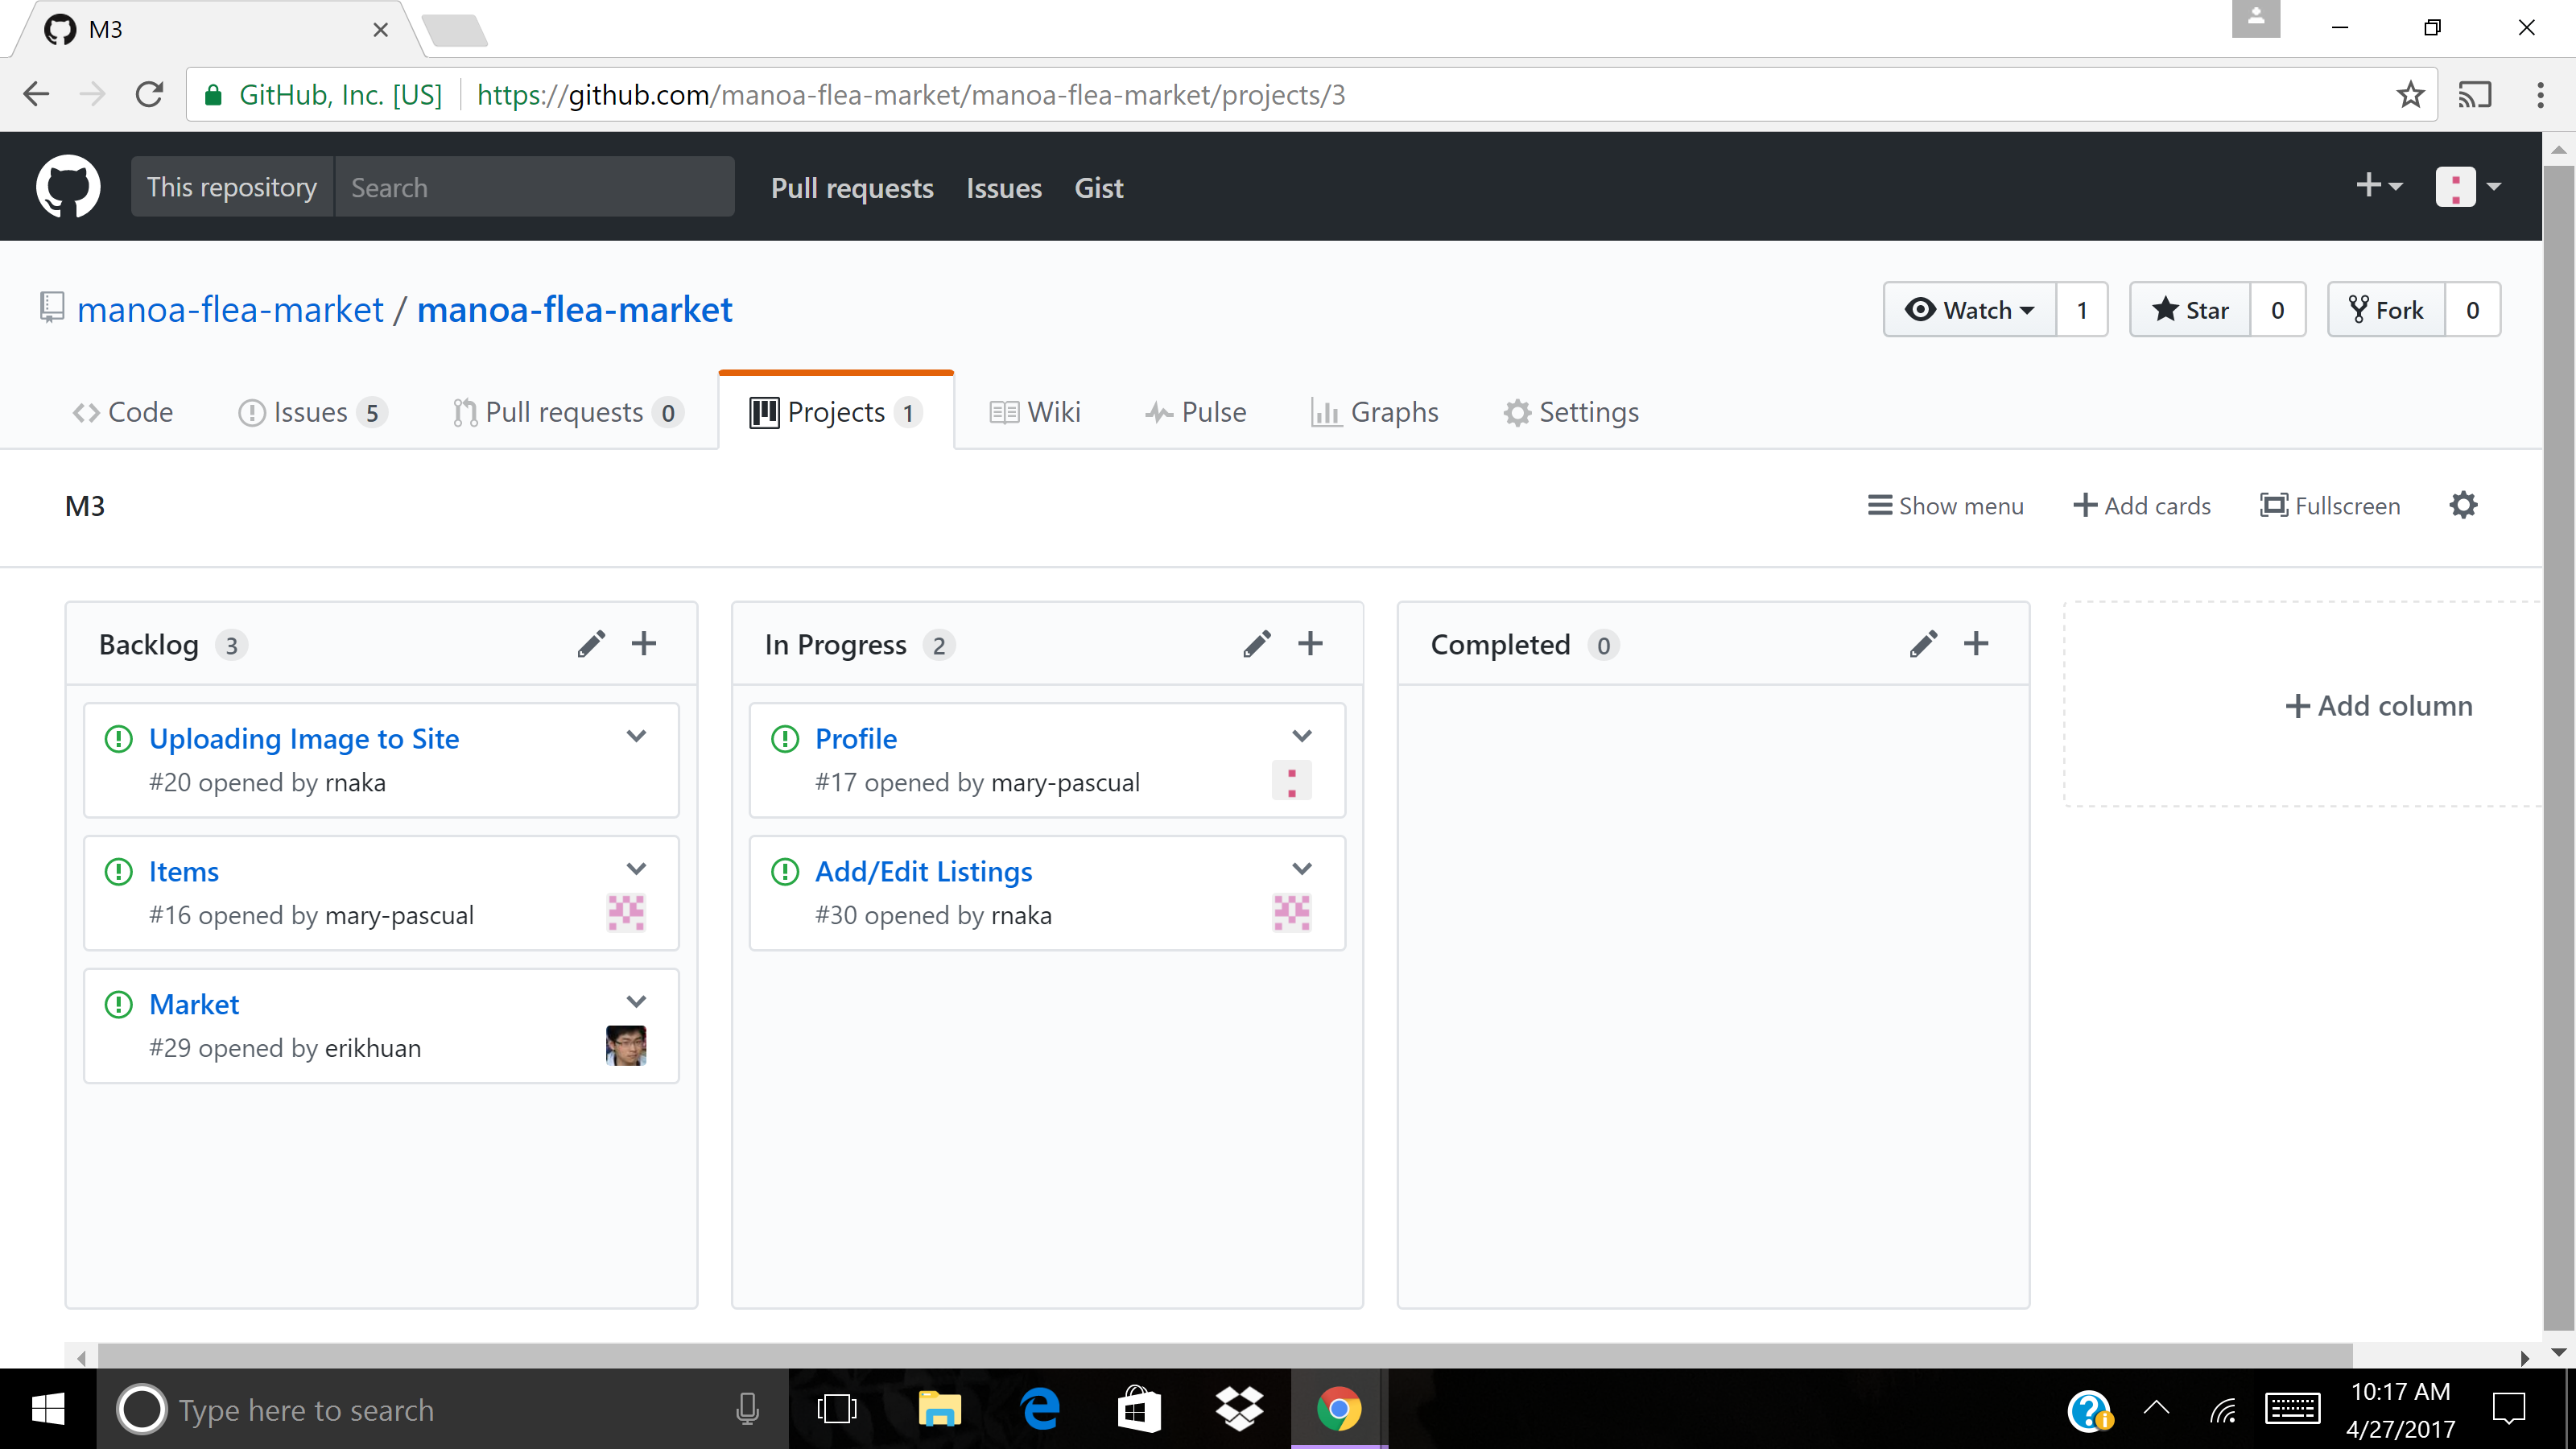 M3
GitHub, Inc. [US] https://github.com/manoa-flea-market/manoa-flea-market/projects/3
This repository Search Pull requests Issues Gist
manoa-flea-market / manoa-flea-market Watch 1 Star 0 Fork 0
Code Issues 5 Pull requests 0 Projects 1 Wiki Pulse Graphs Settings
M3 Show menu Add cards Fullscreen
Backlog 3
Uploading Image to Site
#20 opened by rnaka
Items
#16 opened by mary-pascual
Market
#29 opened by erikhuan
In Progress 2
Profile
#17 opened by mary-pascual
Add/Edit Listings
#30 opened by rnaka
Completed 0
Add column
Type here to search
10:17 AM
4/27/2017